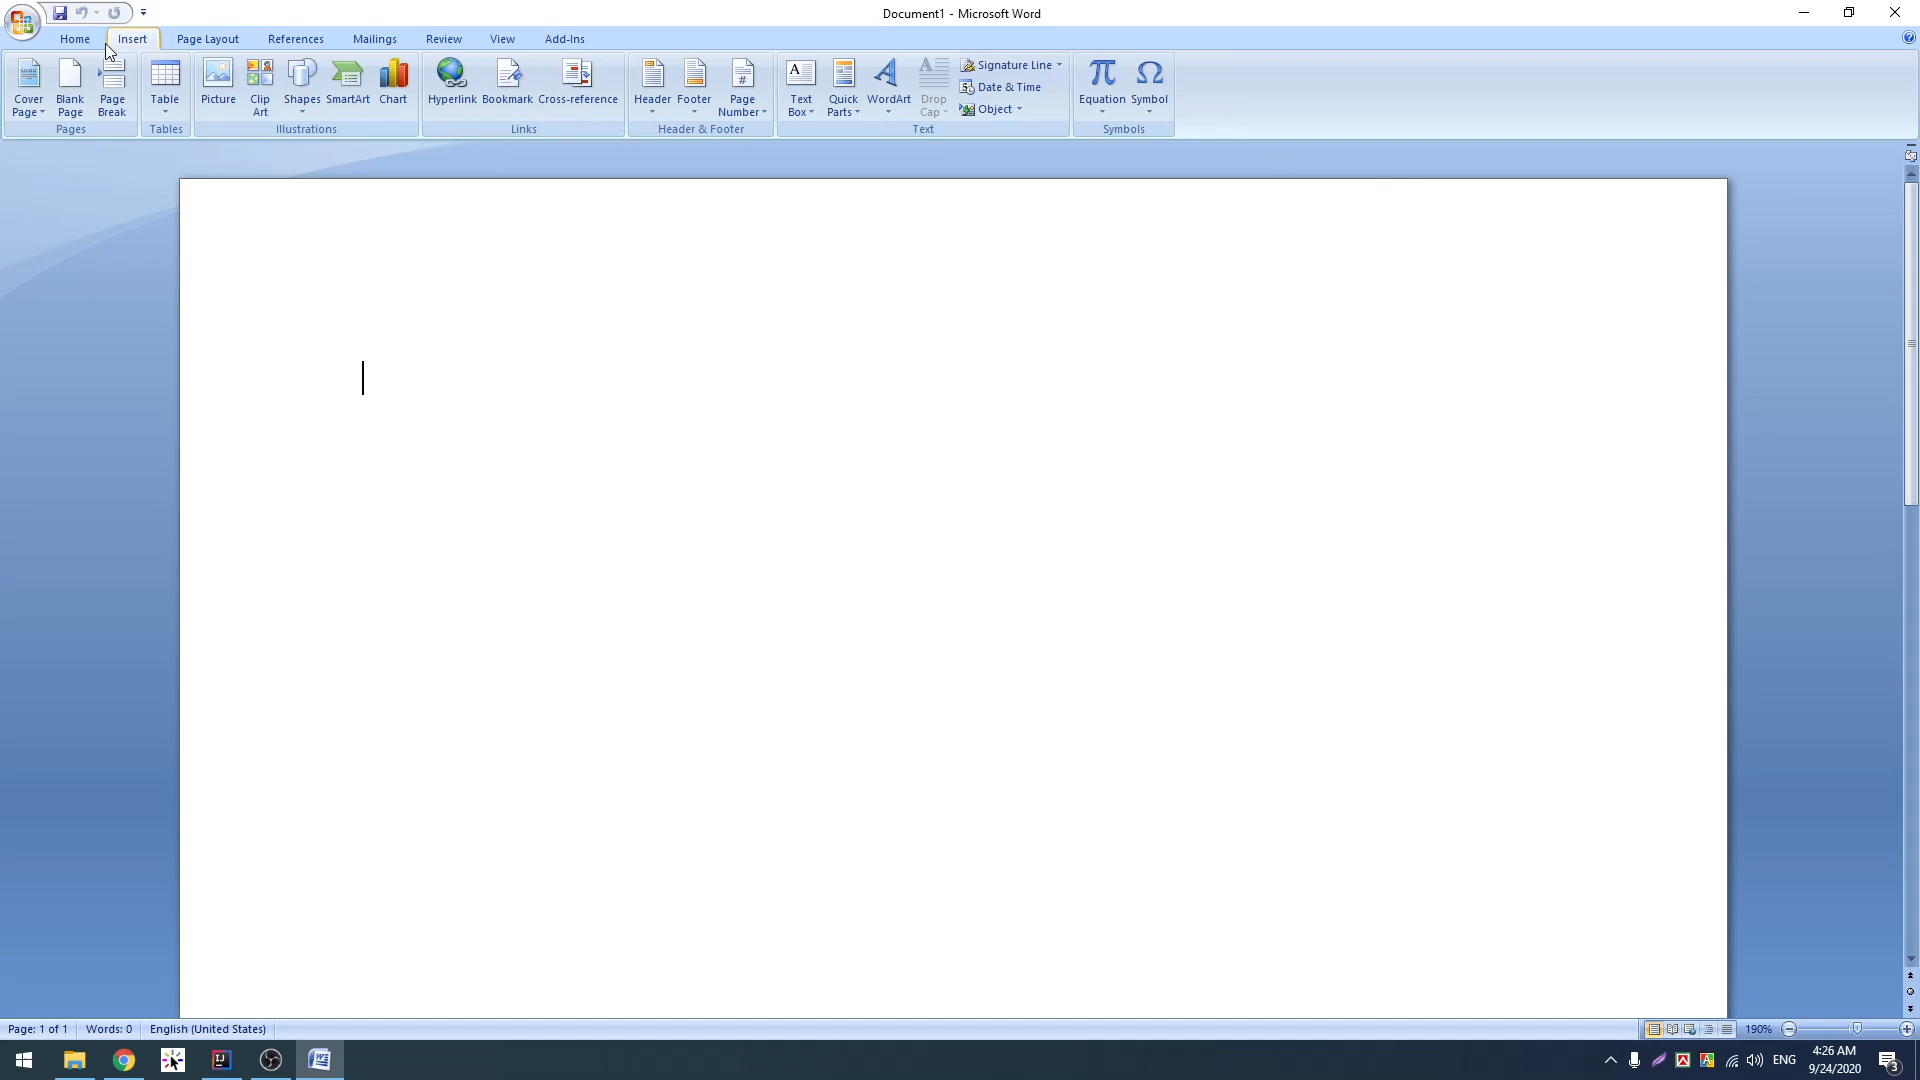 Document1 - Microsoft Word
Home Insert Page Layout References Mailings Review View Add-Ins
Cover Page Blank Page Page Break
Pages
Table
Tables
Picture Clip Art Shapes SmartArt Chart
Illustrations
Hyperlink Bookmark Cross-reference
Links
Header Footer Page Number
Header & Footer
Text Box Quick Parts WordArt Drop Cap
Signature Line
Date & Time
Object
Text
Equation Symbol
Symbols
Page: 1 of 1 Words: 0 English (United States) 190%
ENG
4:26 AM
9/24/2020
3